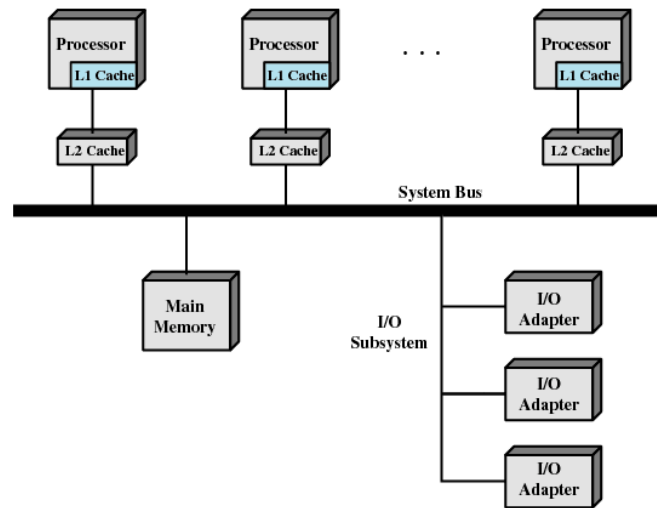 Processor
L1 Cache
Processor
L1 Cache
. . .
Processor
L1 Cache
L2 Cache
L2 Cache
L2 Cache
System Bus
Main
Memory
I/O
Subsystem
I/O
Adapter
I/O
Adapter
I/O
Adapter